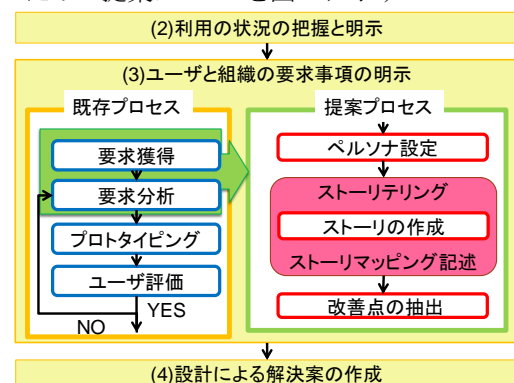 (2)利用の状況の把握と明示
(3)ユーザと組織の要求事項の明示
既存プロセス
要求獲得
要求分析
プロトタイピング
ユーザ評価
YES
NO
提案プロセス
ペルソナ設定
ストーリテリング
ストーリの作成
ストーリマッピング記述
改善点の抽出
(4)設計による解決案の作成